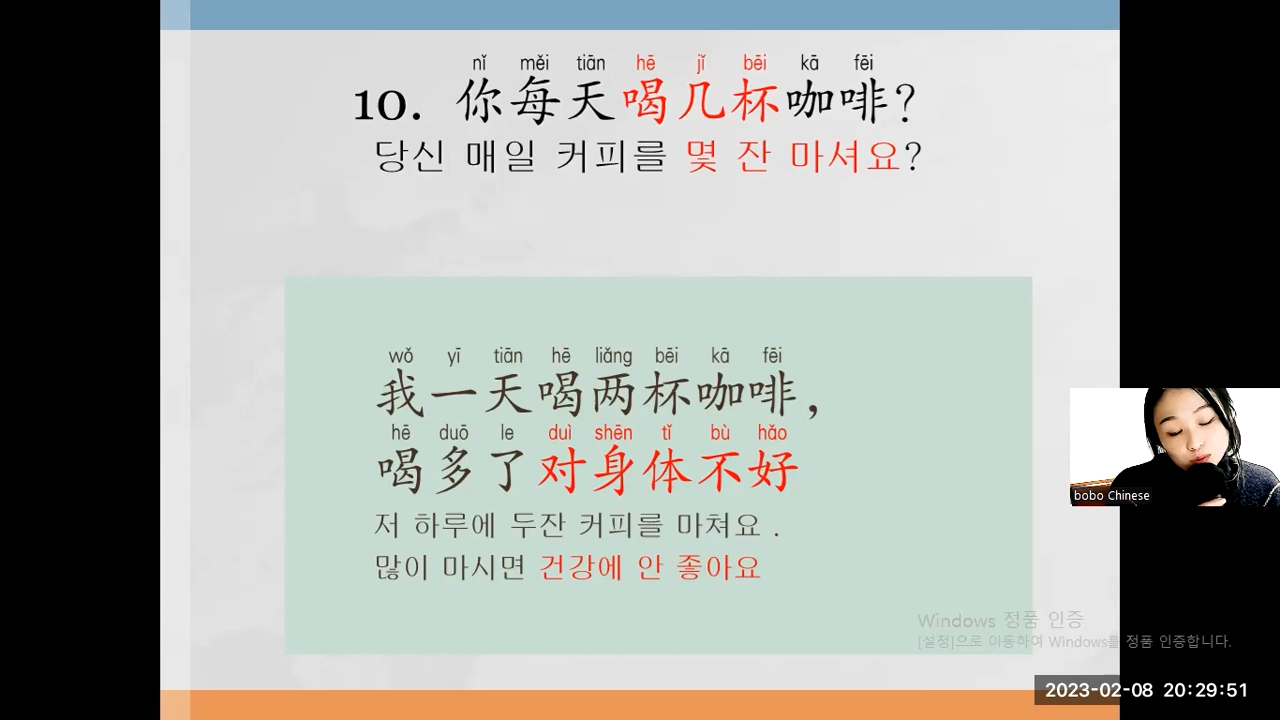 nǐ měi tiān hē jǐ bēi kā fēi
10. 你每天喝几杯咖啡?
당신 매일 커피를 몇 잔 마셔요?
wǒ yī tiān hē liǎng bēi kā fēi
我一天喝两杯咖啡,
hē duō le duì shēn tǐ bù hǎo
喝多了对身体不好
저 하루에 두잔 커피를 마쳐요 .
많이 마시면 건강에 안 좋아요
bobo Chinese
Windows 정품 인증
[설정]으로 이동하여 Windows를 정품 인증합니다.
2023-02-08 20:29:51